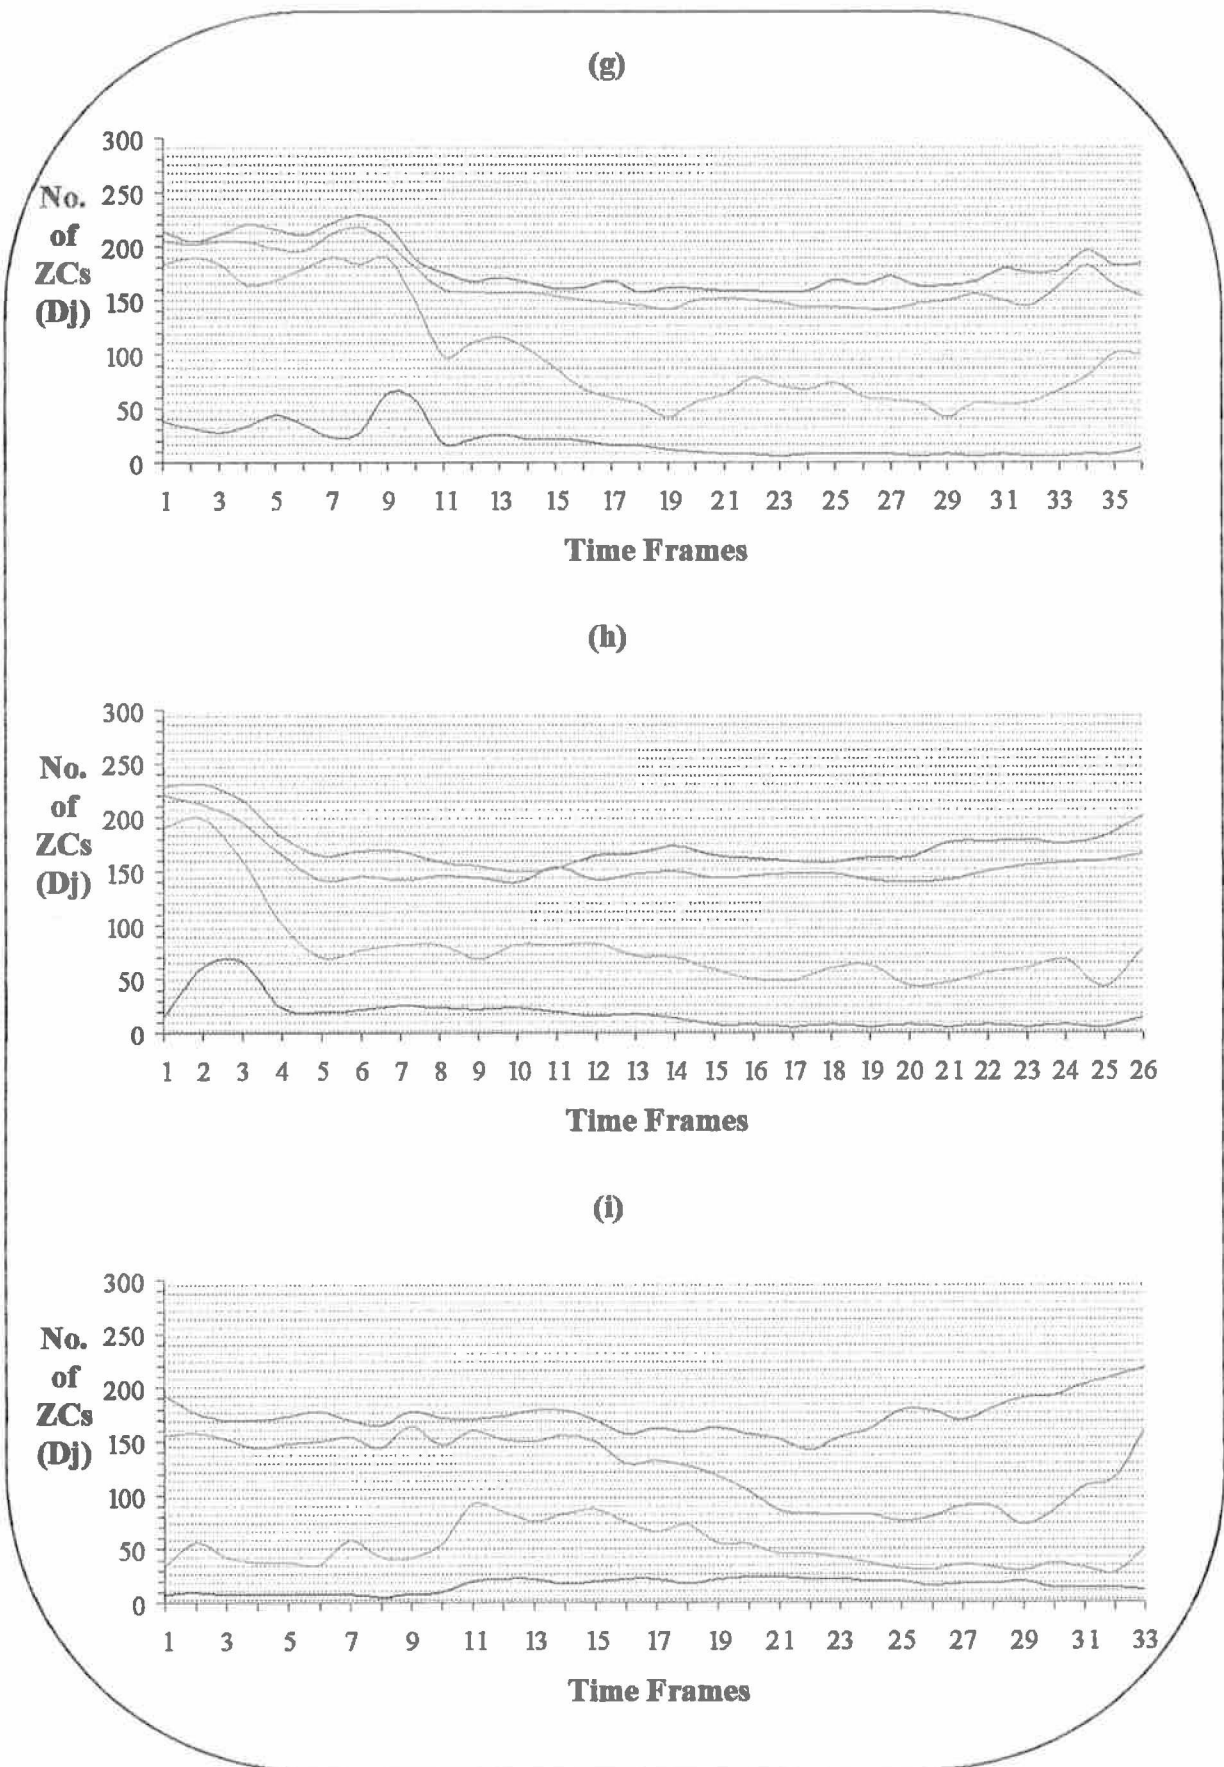 (g)
300
250
200
150
100
50
0
No.
of
ZCs
(Dj)
1 3 5 7 9 11 13 15 17 19 21 23 25 27 29 31 33 35
Time Frames
(h)
300
250
200
150
100
50
0
No.
of
ZCs
(Dj)
1 2 3 4 5 6 7 8 9 10 11 12 13 14 15 16 17 18 19 20 21 22 23 24 25 26
Time Frames
(i)
300
250
200
150
100
50
0
No.
of
ZCs
(Dj)
1 3 5 7 9 11 13 15 17 19 21 23 25 27 29 31 33
Time Frames